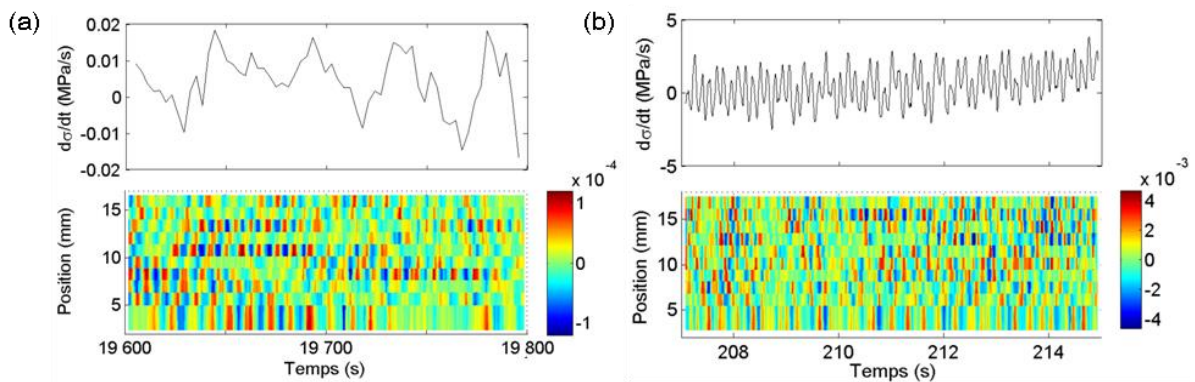 (a)
dσ/dt (MPa/s)
0.02
0.01
0
-0.01
-0.02
x 10⁻⁴
Position (mm)
15
10
5
1
0
-1
19 600
19 700
19 800
Temps (s)
(b)
dσ/dt (MPa/s)
5
0
-5
x 10⁻³
Position (mm)
15
10
5
4
2
0
-2
-4
208
210
212
214
Temps (s)